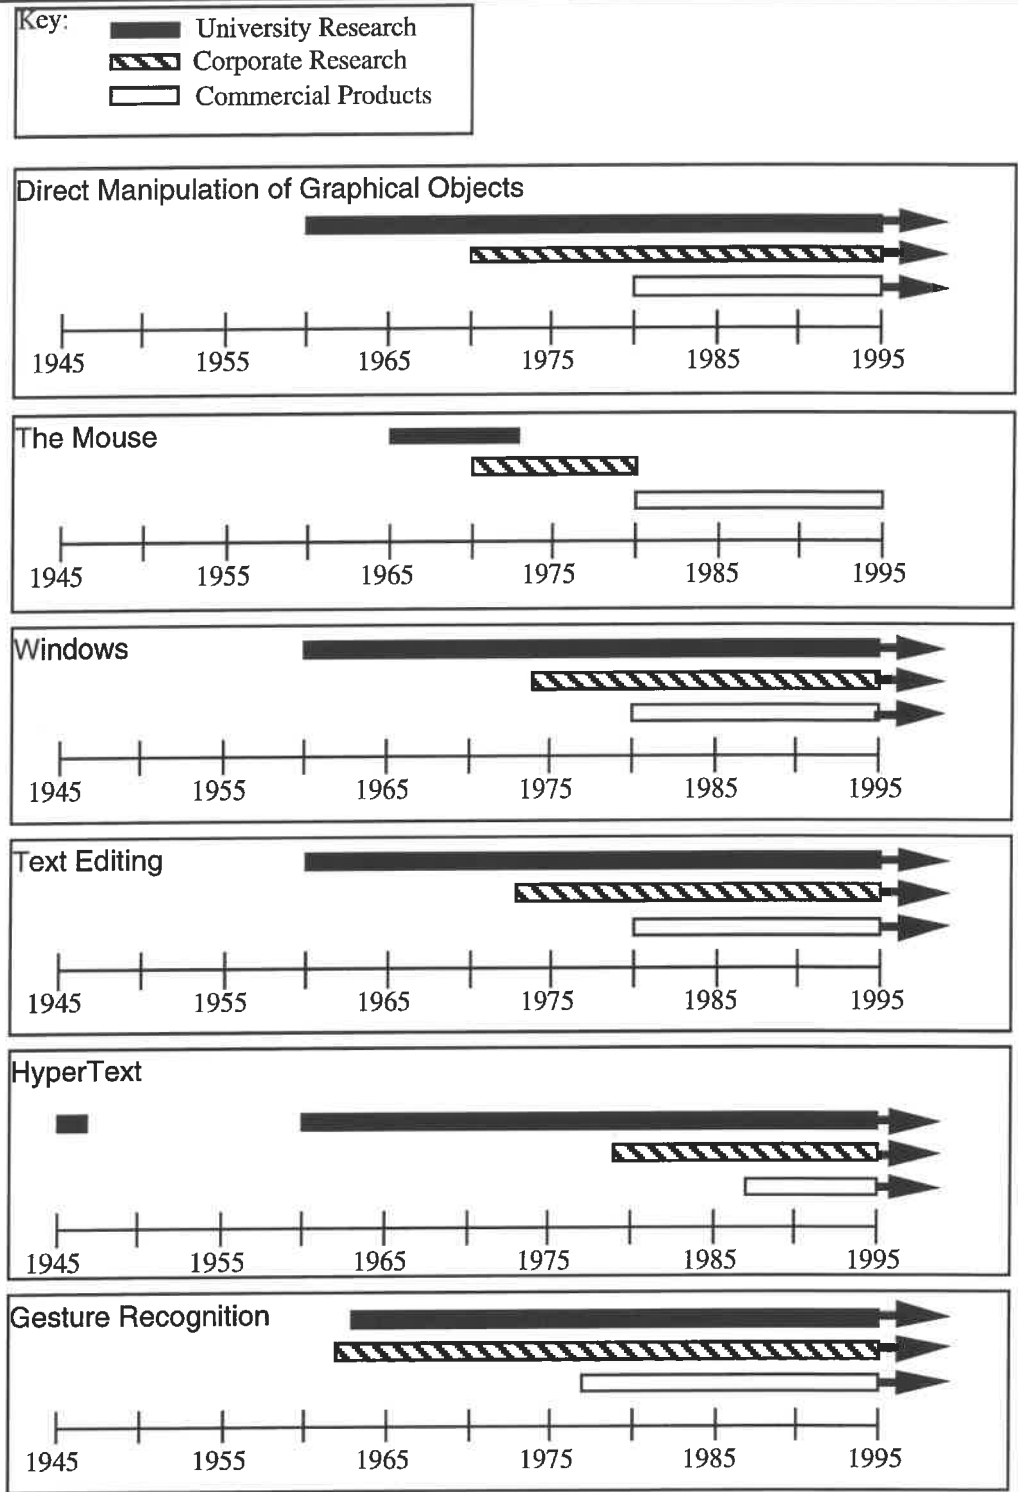 Key:
University Research
Corporate Research
Commercial Products
Direct Manipulation of Graphical Objects
1945 1955 1965 1975 1985 1995
The Mouse
1945 1955 1965 1975 1985 1995
Windows
1945 1955 1965 1975 1985 1995
Text Editing
1945 1955 1965 1975 1985 1995
HyperText
1945 1955 1965 1975 1985 1995
Gesture Recognition
1945 1955 1965 1975 1985 1995